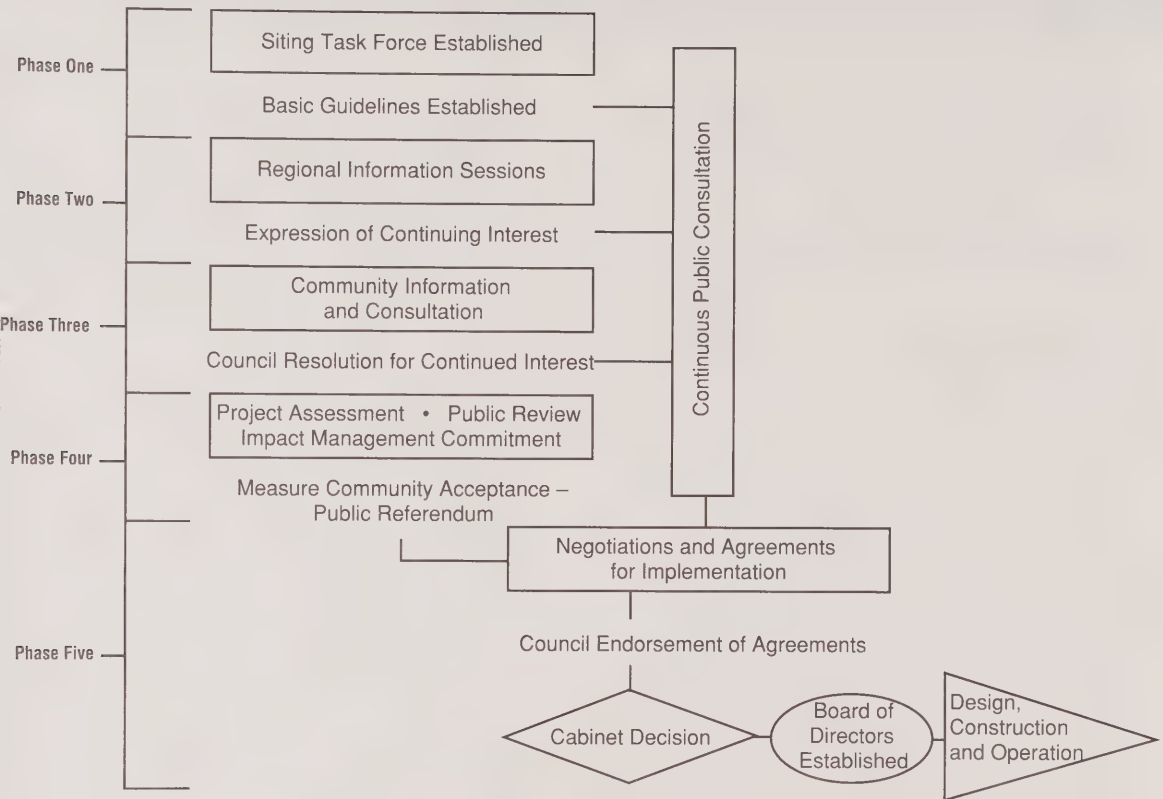 Phase One
Siting Task Force Established
Basic Guidelines Established
Continuous Public Consultation
Phase Two
Regional Information Sessions
Expression of Continuing Interest
Phase Three
Community Information
and Consultation
Council Resolution for Continued Interest
Phase Four
Project Assessment • Public Review
Impact Management Commitment
Measure Community Acceptance –
Public Referendum
Phase Five
Negotiations and Agreements
for Implementation
Council Endorsement of Agreements
Cabinet Decision
Board of
Directors
Established
Design,
Construction
and Operation